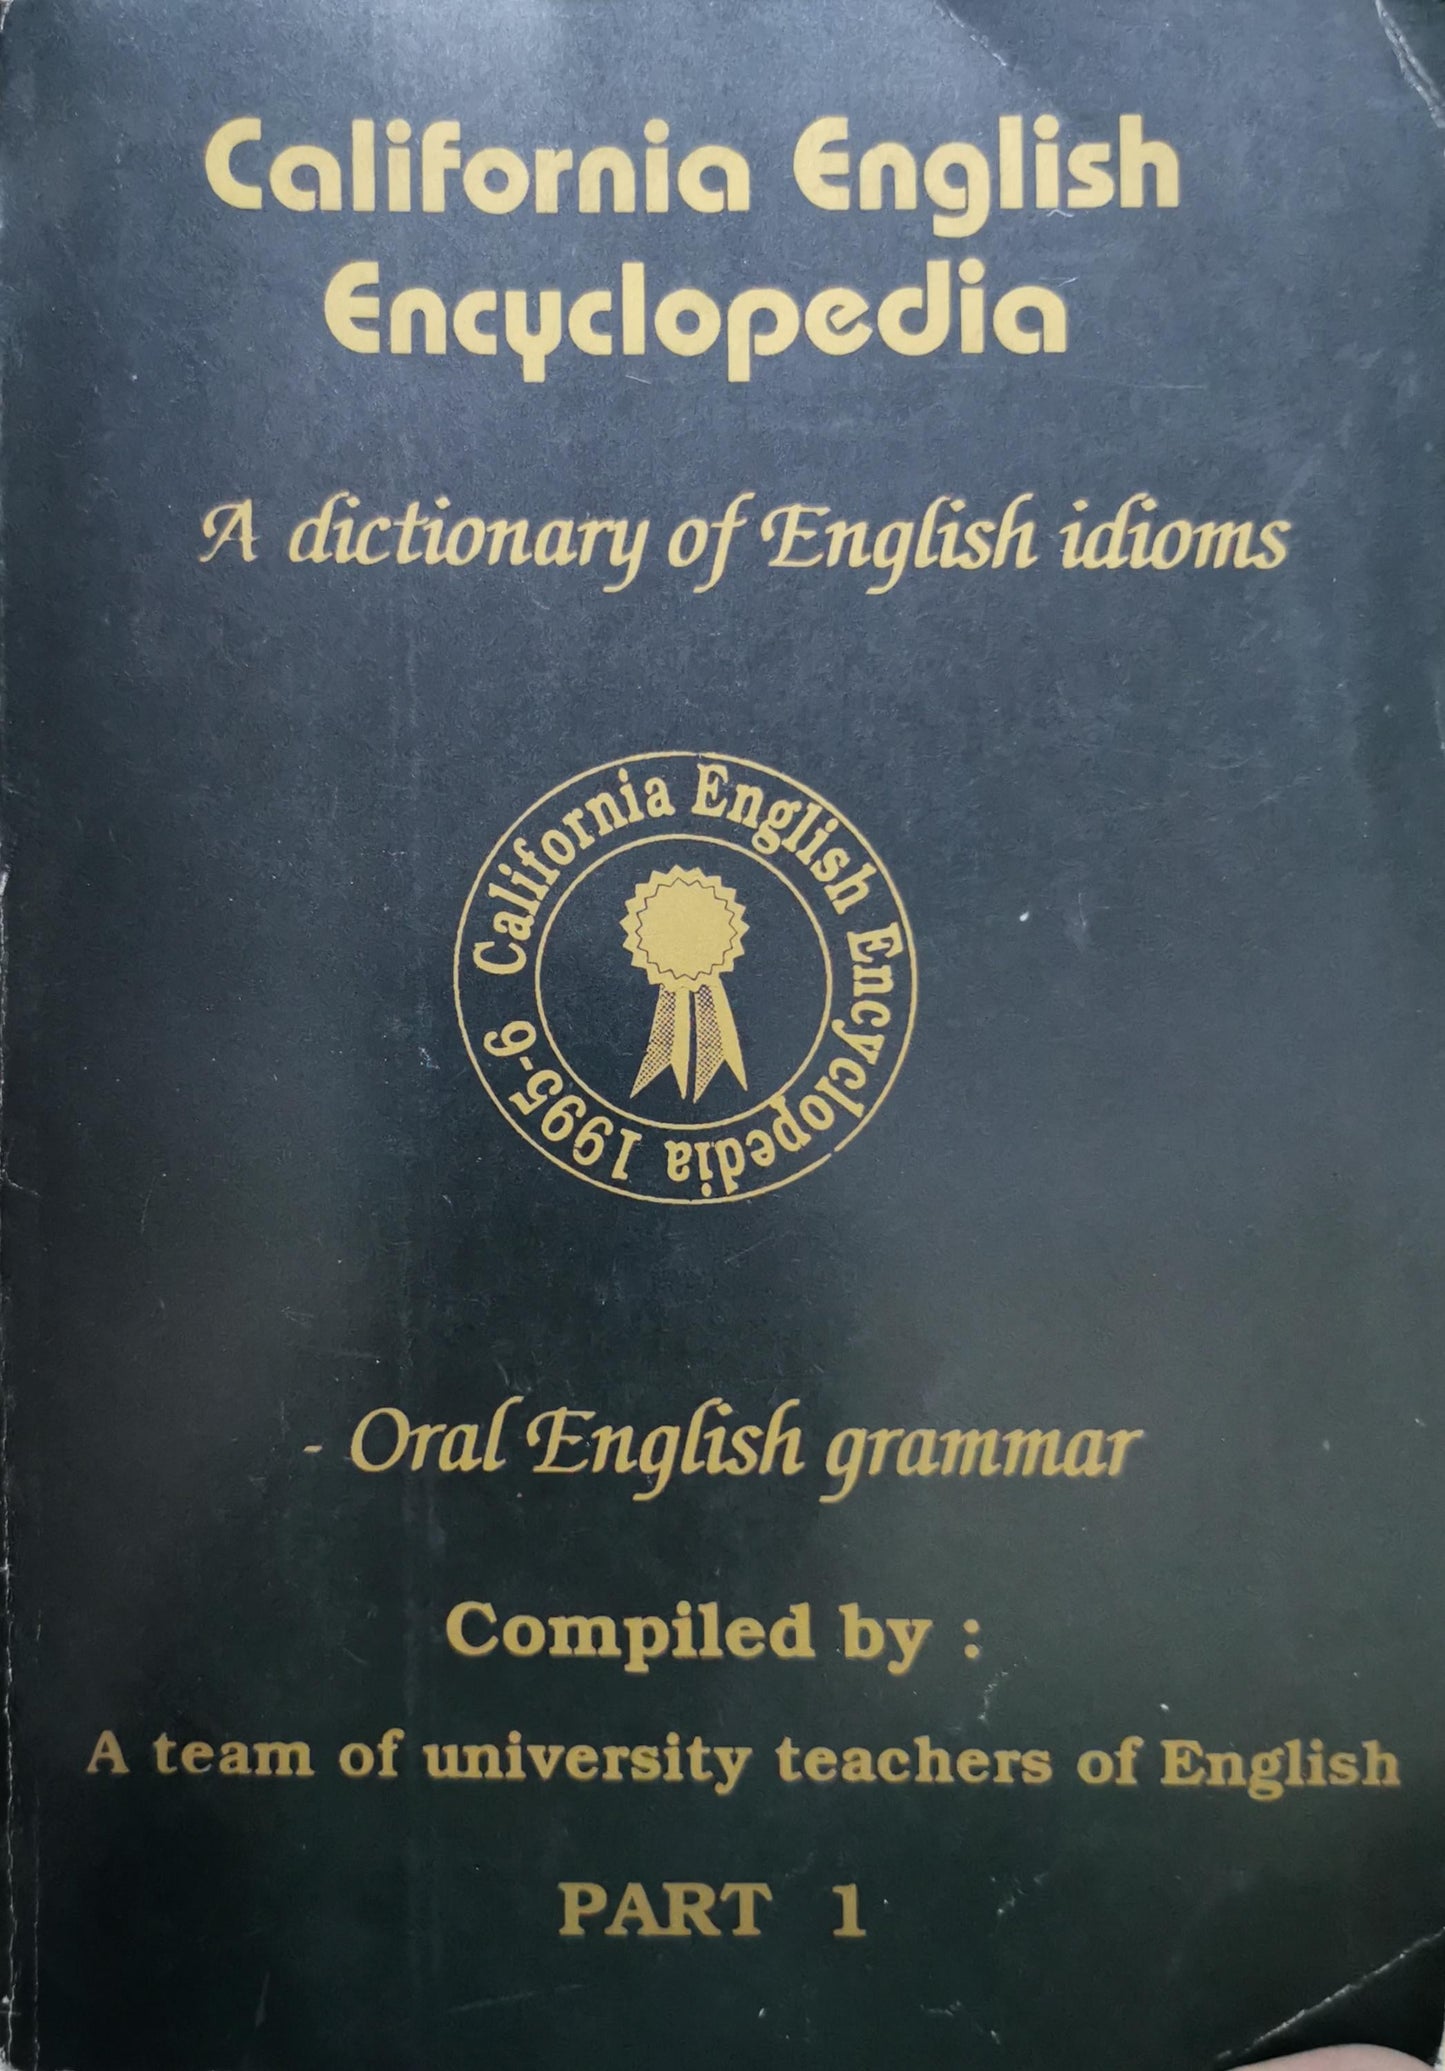 California English
Encyclopedia
A dictionary of English idioms
California English Encyclopedia 1995-6
- Oral English grammar
Compiled by :
A team of university teachers of English
PART 1